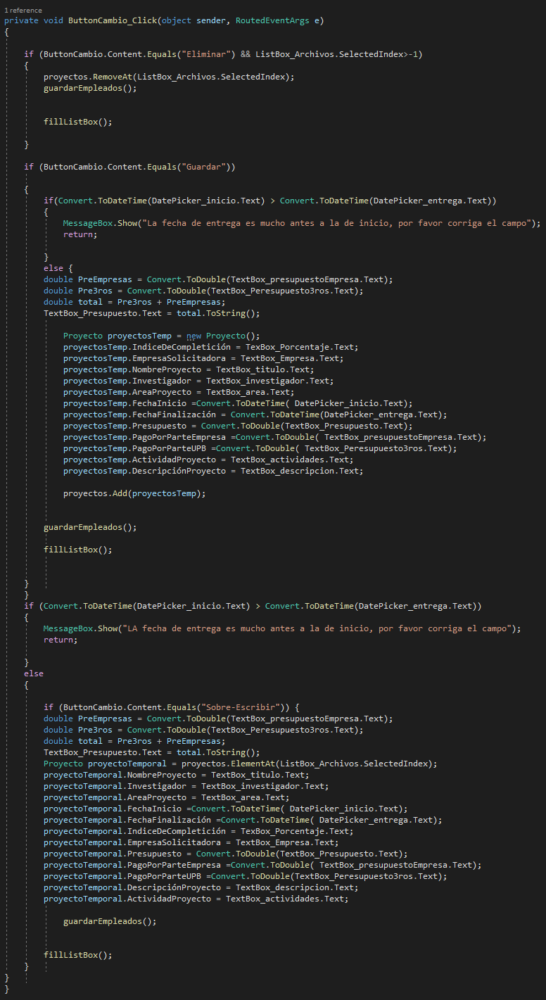 1 reference
private void ButtonCambio_Click(object sender, RoutedEventArgs e)
{
if (ButtonCambio.Content.Equals("Eliminar") && ListBox_Archivos.SelectedIndex>-1)
{
proyectos.RemoveAt(ListBox_Archivos.SelectedIndex);
guardarEmpleados();
fillListBox();
}
if (ButtonCambio.Content.Equals("Guardar"))
{
if(Convert.ToDateTime(DatePicker_inicio.Text) > Convert.ToDateTime(DatePicker_entrega.Text))
{
MessageBox.Show("La fecha de entrega es mucho antes a la de inicio, por favor corriga el campo");
return;
}
else {
double PreEmpresas = Convert.ToDouble(TextBox_presupuestoEmpresa.Text);
double Pre3ros = Convert.ToDouble(TextBox_Peresupuesto3ros.Text);
double total = Pre3ros + PreEmpresas;
TextBox_Presupuesto.Text = total.ToString();
Proyecto proyectosTemp = new Proyecto();
proyectosTemp.IndiceDeCompletición = TexBox_Porcentaje.Text;
proyectosTemp.EmpresaSolicitadora = TextBox_Empresa.Text;
proyectosTemp.NombreProyecto = TextBox_titulo.Text;
proyectosTemp.Investigador = TextBox_investigador.Text;
proyectosTemp.AreaProyecto = TextBox_area.Text;
proyectosTemp.FechaInicio =Convert.ToDateTime( DatePicker_inicio.Text);
proyectosTemp.FechaFinalización = Convert.ToDateTime(DatePicker_entrega.Text);
proyectosTemp.Presupuesto = Convert.ToDouble(TextBox_Presupuesto.Text);
proyectosTemp.PagoPorParteEmpresa =Convert.ToDouble( TextBox_presupuestoEmpresa.Text);
proyectosTemp.PagoPorParteUPB =Convert.ToDouble( TextBox_Peresupuesto3ros.Text);
proyectosTemp.ActividadProyecto = TextBox_actividades.Text;
proyectosTemp.DescripciónProyecto = TextBox_descripcion.Text;
proyectos.Add(proyectosTemp);
guardarEmpleados();
fillListBox();
}
}
if (Convert.ToDateTime(DatePicker_inicio.Text) > Convert.ToDateTime(DatePicker_entrega.Text))
{
MessageBox.Show("LA fecha de entrega es mucho antes a la de inicio, por favor corriga el campo");
return;
}
else
{
if (ButtonCambio.Content.Equals("Sobre-Escribir")) {
double PreEmpresas = Convert.ToDouble(TextBox_presupuestoEmpresa.Text);
double Pre3ros = Convert.ToDouble(TextBox_Peresupuesto3ros.Text);
double total = Pre3ros + PreEmpresas;
TextBox_Presupuesto.Text = total.ToString();
Proyecto proyectoTemporal = proyectos.ElementAt(ListBox_Archivos.SelectedIndex);
proyectoTemporal.NombreProyecto = TextBox_titulo.Text;
proyectoTemporal.Investigador = TextBox_investigador.Text;
proyectoTemporal.AreaProyecto = TextBox_area.Text;
proyectoTemporal.FechaInicio =Convert.ToDateTime( DatePicker_inicio.Text);
proyectoTemporal.FechaFinalización =Convert.ToDateTime( DatePicker_entrega.Text);
proyectoTemporal.IndiceDeCompletición = TexBox_Porcentaje.Text;
proyectoTemporal.EmpresaSolicitadora = TextBox_Empresa.Text;
proyectoTemporal.Presupuesto = Convert.ToDouble(TextBox_Presupuesto.Text);
proyectoTemporal.PagoPorParteEmpresa =Convert.ToDouble( TextBox_presupuestoEmpresa.Text);
proyectoTemporal.PagoPorParteUPB =Convert.ToDouble(TextBox_Peresupuesto3ros.Text);
proyectoTemporal.DescripciónProyecto = TextBox_descripcion.Text;
proyectoTemporal.ActividadProyecto = TextBox_actividades.Text;
guardarEmpleados();
fillListBox();
}
}
}